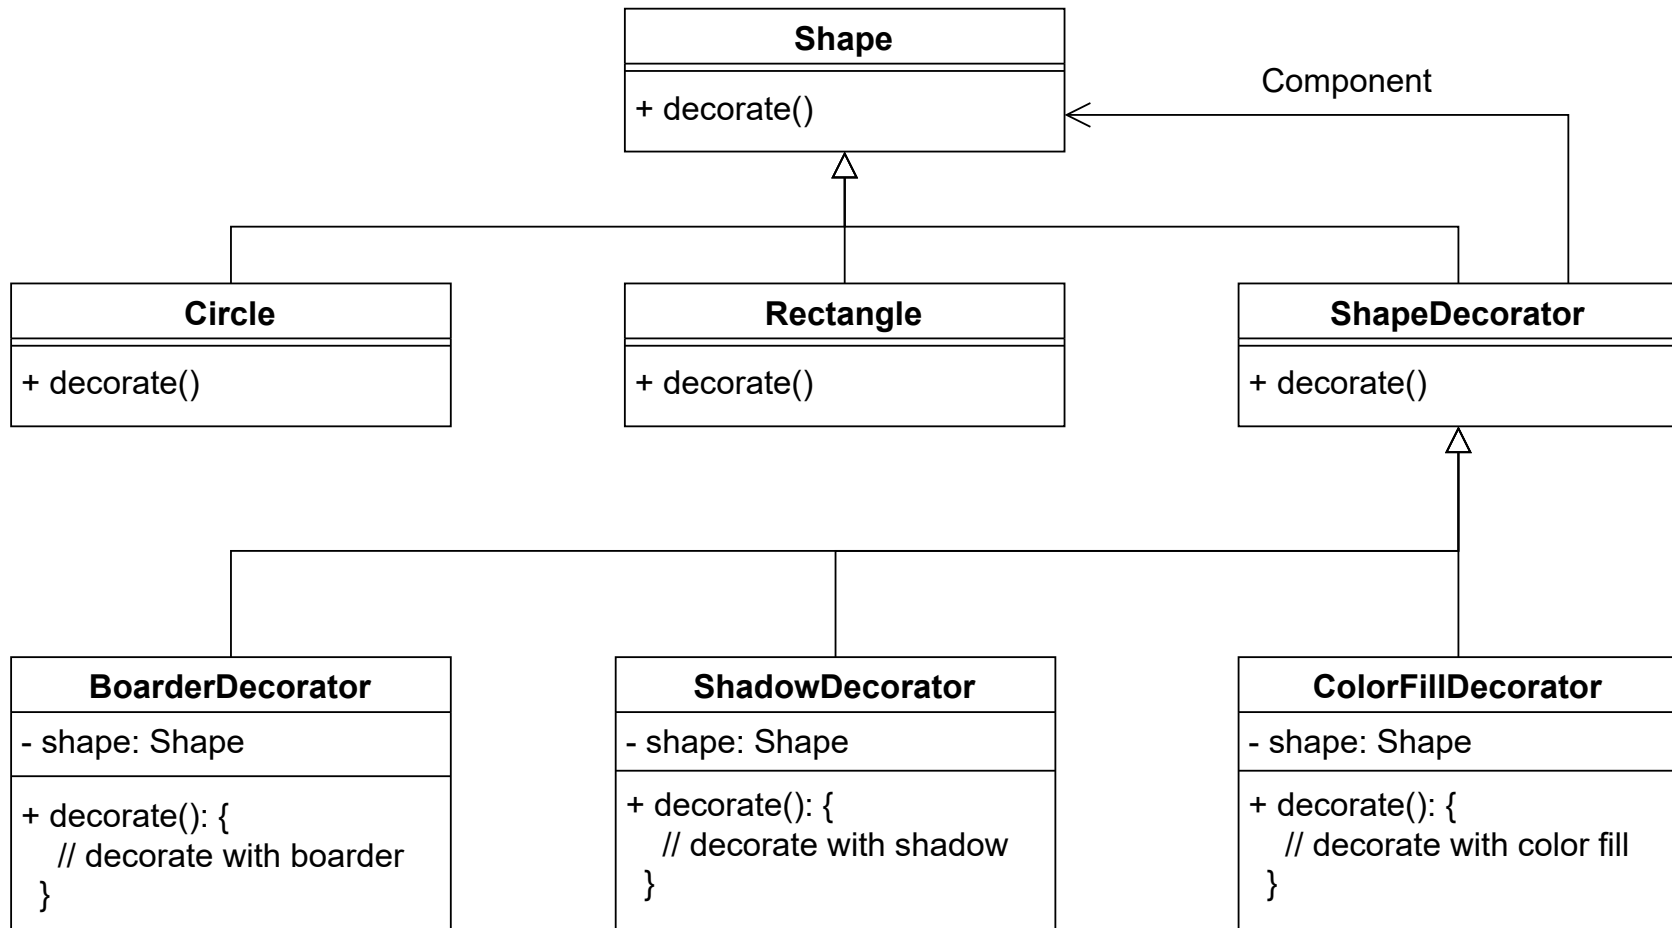 Shape
+ decorate()
Component
Circle
+ decorate()
Rectangle
+ decorate()
ShapeDecorator
+ decorate()
BoarderDecorator
- shape: Shape
+ decorate(): {
// decorate with boarder
}
ShadowDecorator
- shape: Shape
+ decorate(): {
// decorate with shadow
}
ColorFillDecorator
- shape: Shape
+ decorate(): {
// decorate with color fill
}